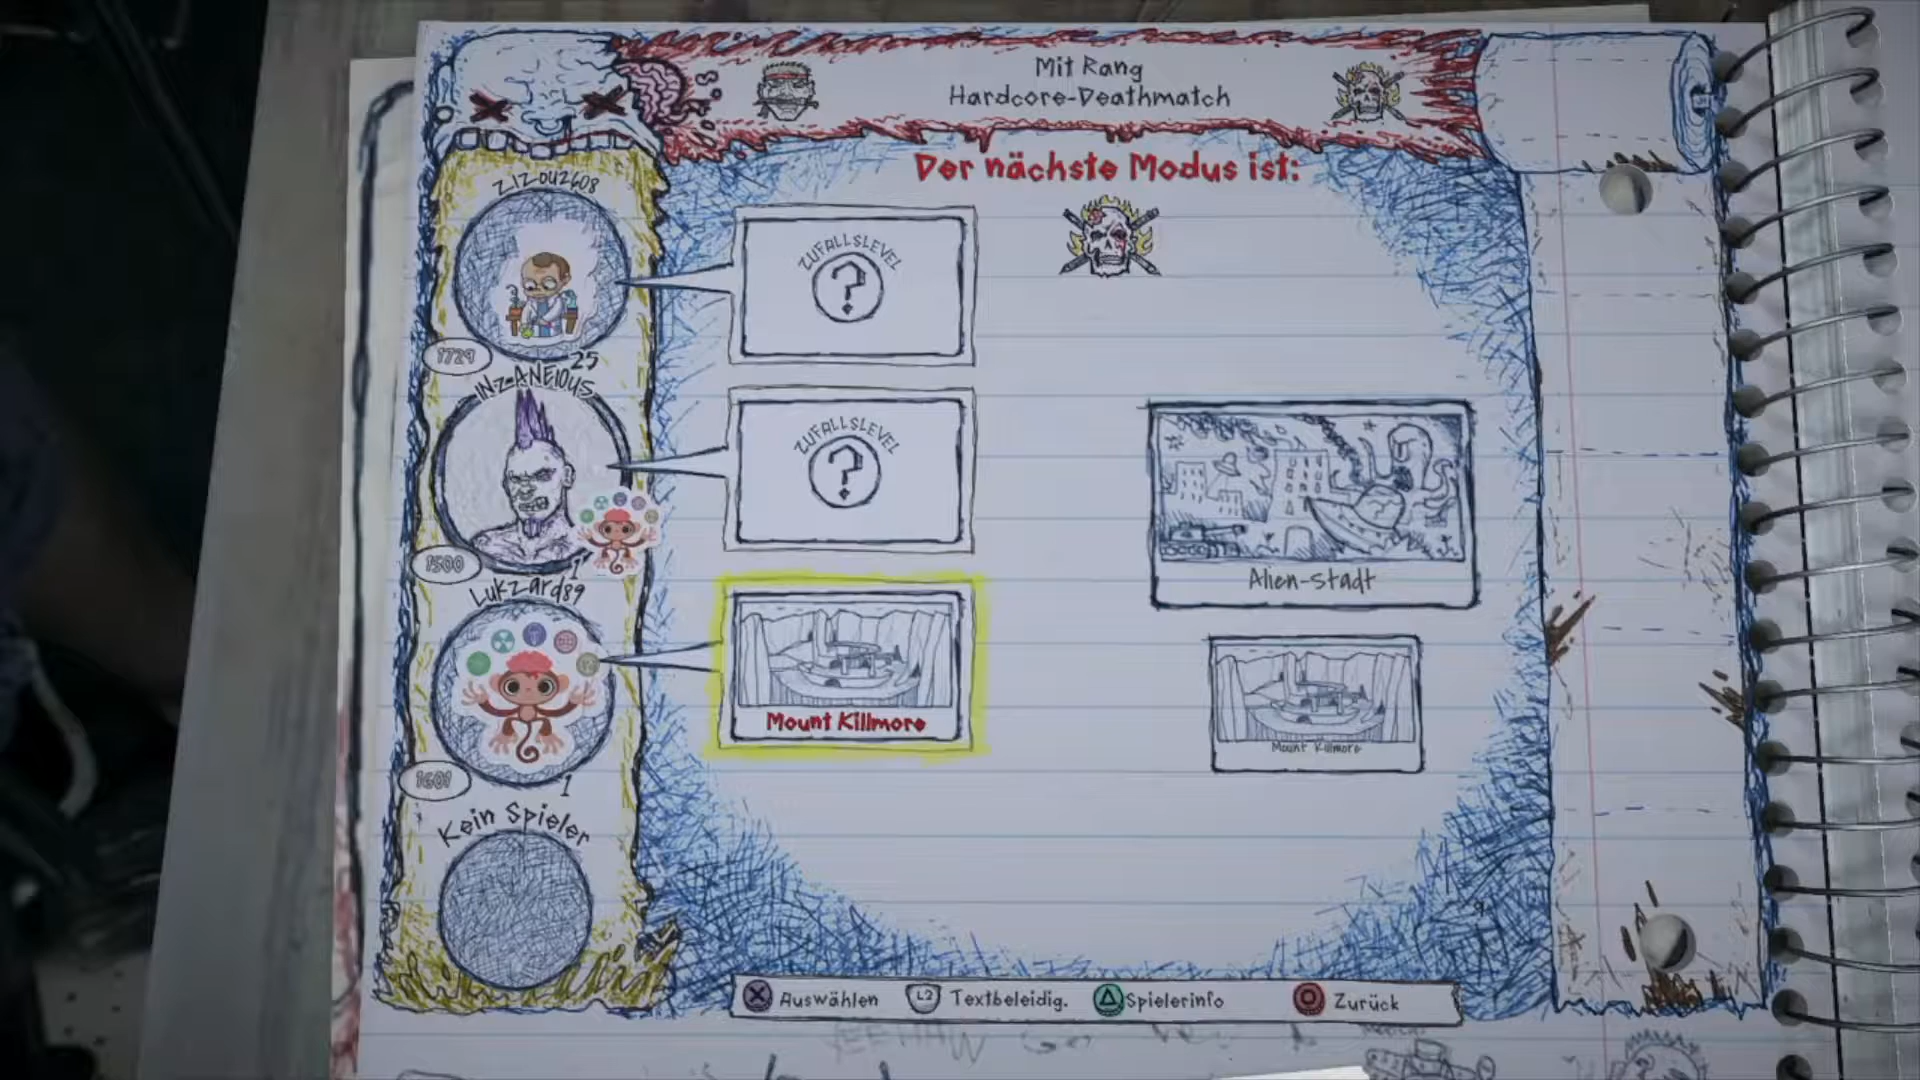 Mit Rang
Hardcore-Deathmatch
Der nächste Modus ist:
ZIZOU2608
ZUFALLSLEVEL
?
1729
25
INZANEIOUS
ZUFALLSLEVEL
?
1500
1
LukZard89
Mount Killmore
1
Alien-Stadt
Mount Killmore
Kein Spieler
Auswählen
L2 Textbeleidig.
Spielerinfo
Zurück